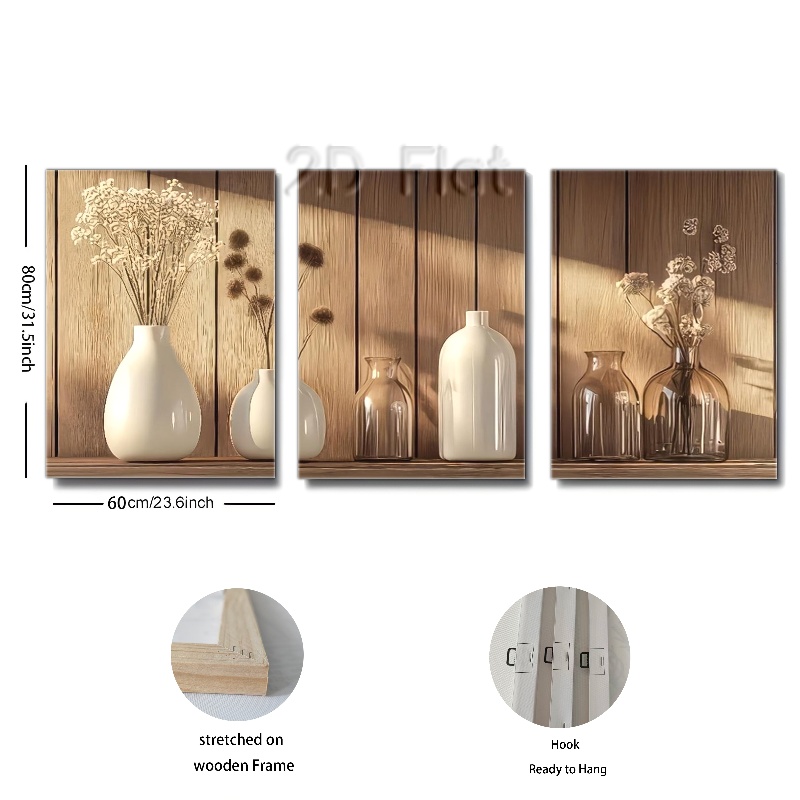 2D Flat
80cm/31.5inch
60cm/23.6inch
stretched on
wooden Frame
Hook
Ready to Hang